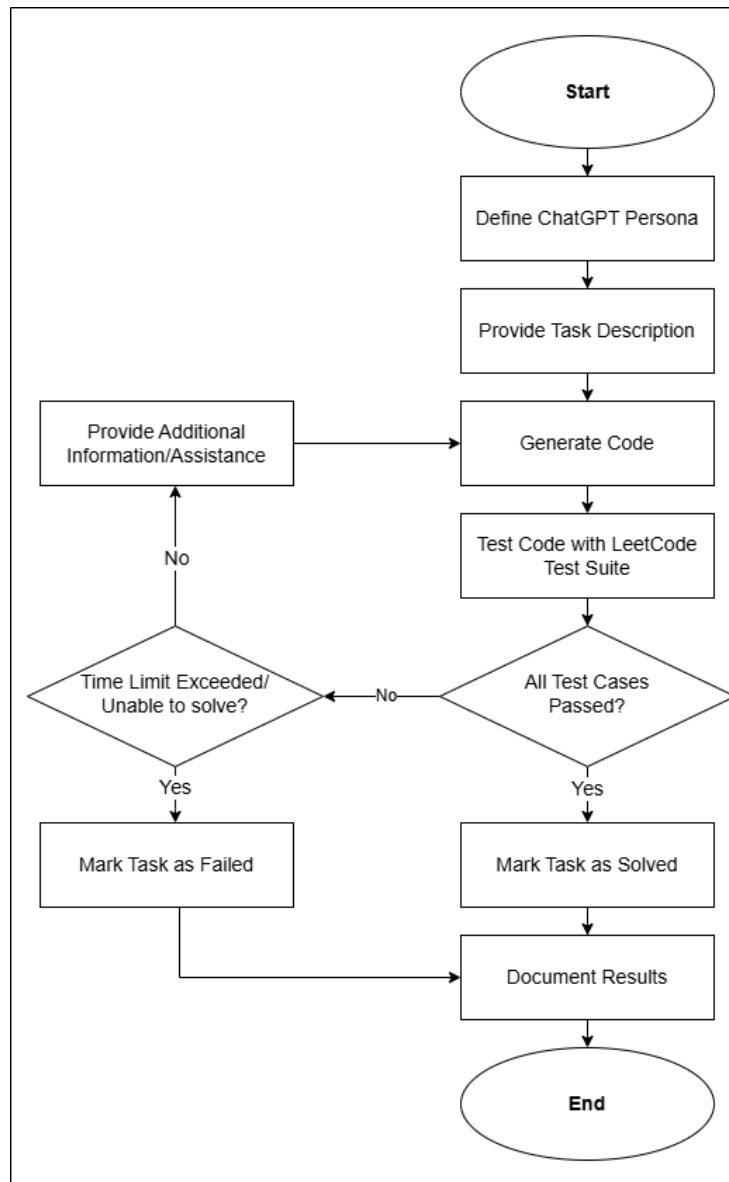 Start
Define ChatGPT Persona
Provide Task Description
Provide Additional
Information/Assistance
Generate Code
Test Code with LeetCode
Test Suite
No
Time Limit Exceeded/
Unable to solve?
No
All Test Cases
Passed?
Yes
Yes
Mark Task as Failed
Mark Task as Solved
Document Results
End